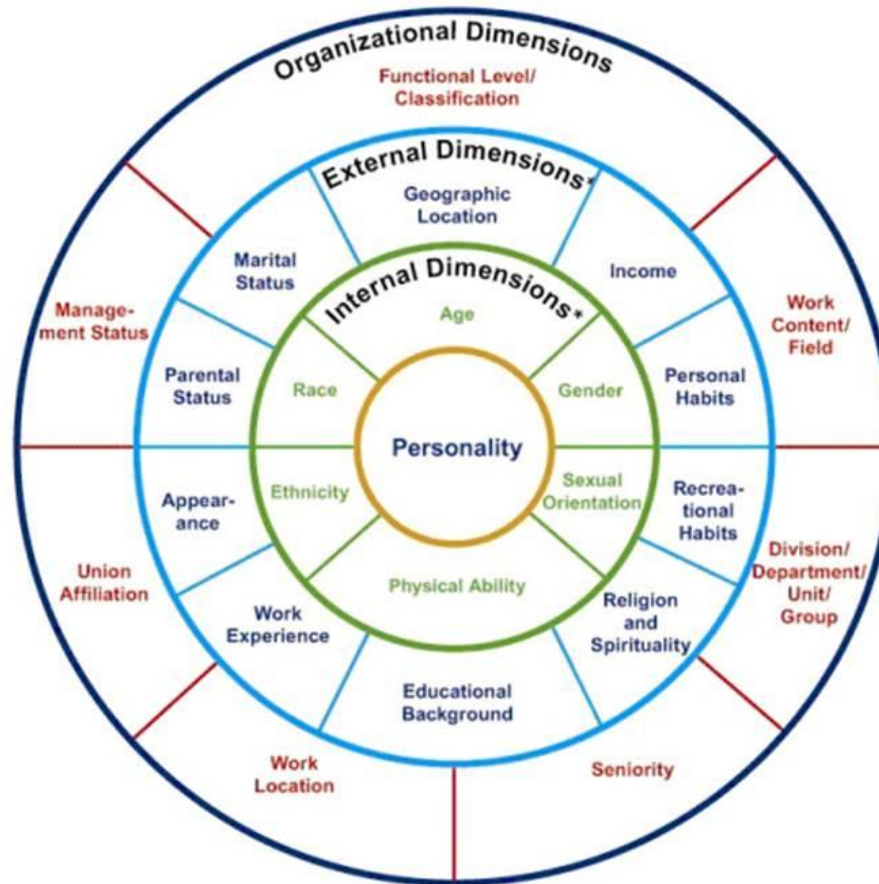 Organizational Dimensions
Functional Level/
Classification
External Dimensions*
Geographic
Location
Marital
Status
Income
Internal Dimensions*
Age
Manage-
ment Status
Work
Content/
Field
Parental
Status
Race
Gender
Personal
Habits
Personality
Appear-
ance
Ethnicity
Sexual
Orientation
Recrea-
tional
Habits
Union
Affiliation
Division/
Department/
Unit/
Group
Physical Ability
Work
Experience
Religion
and
Spirituality
Educational
Background
Work
Location
Seniority